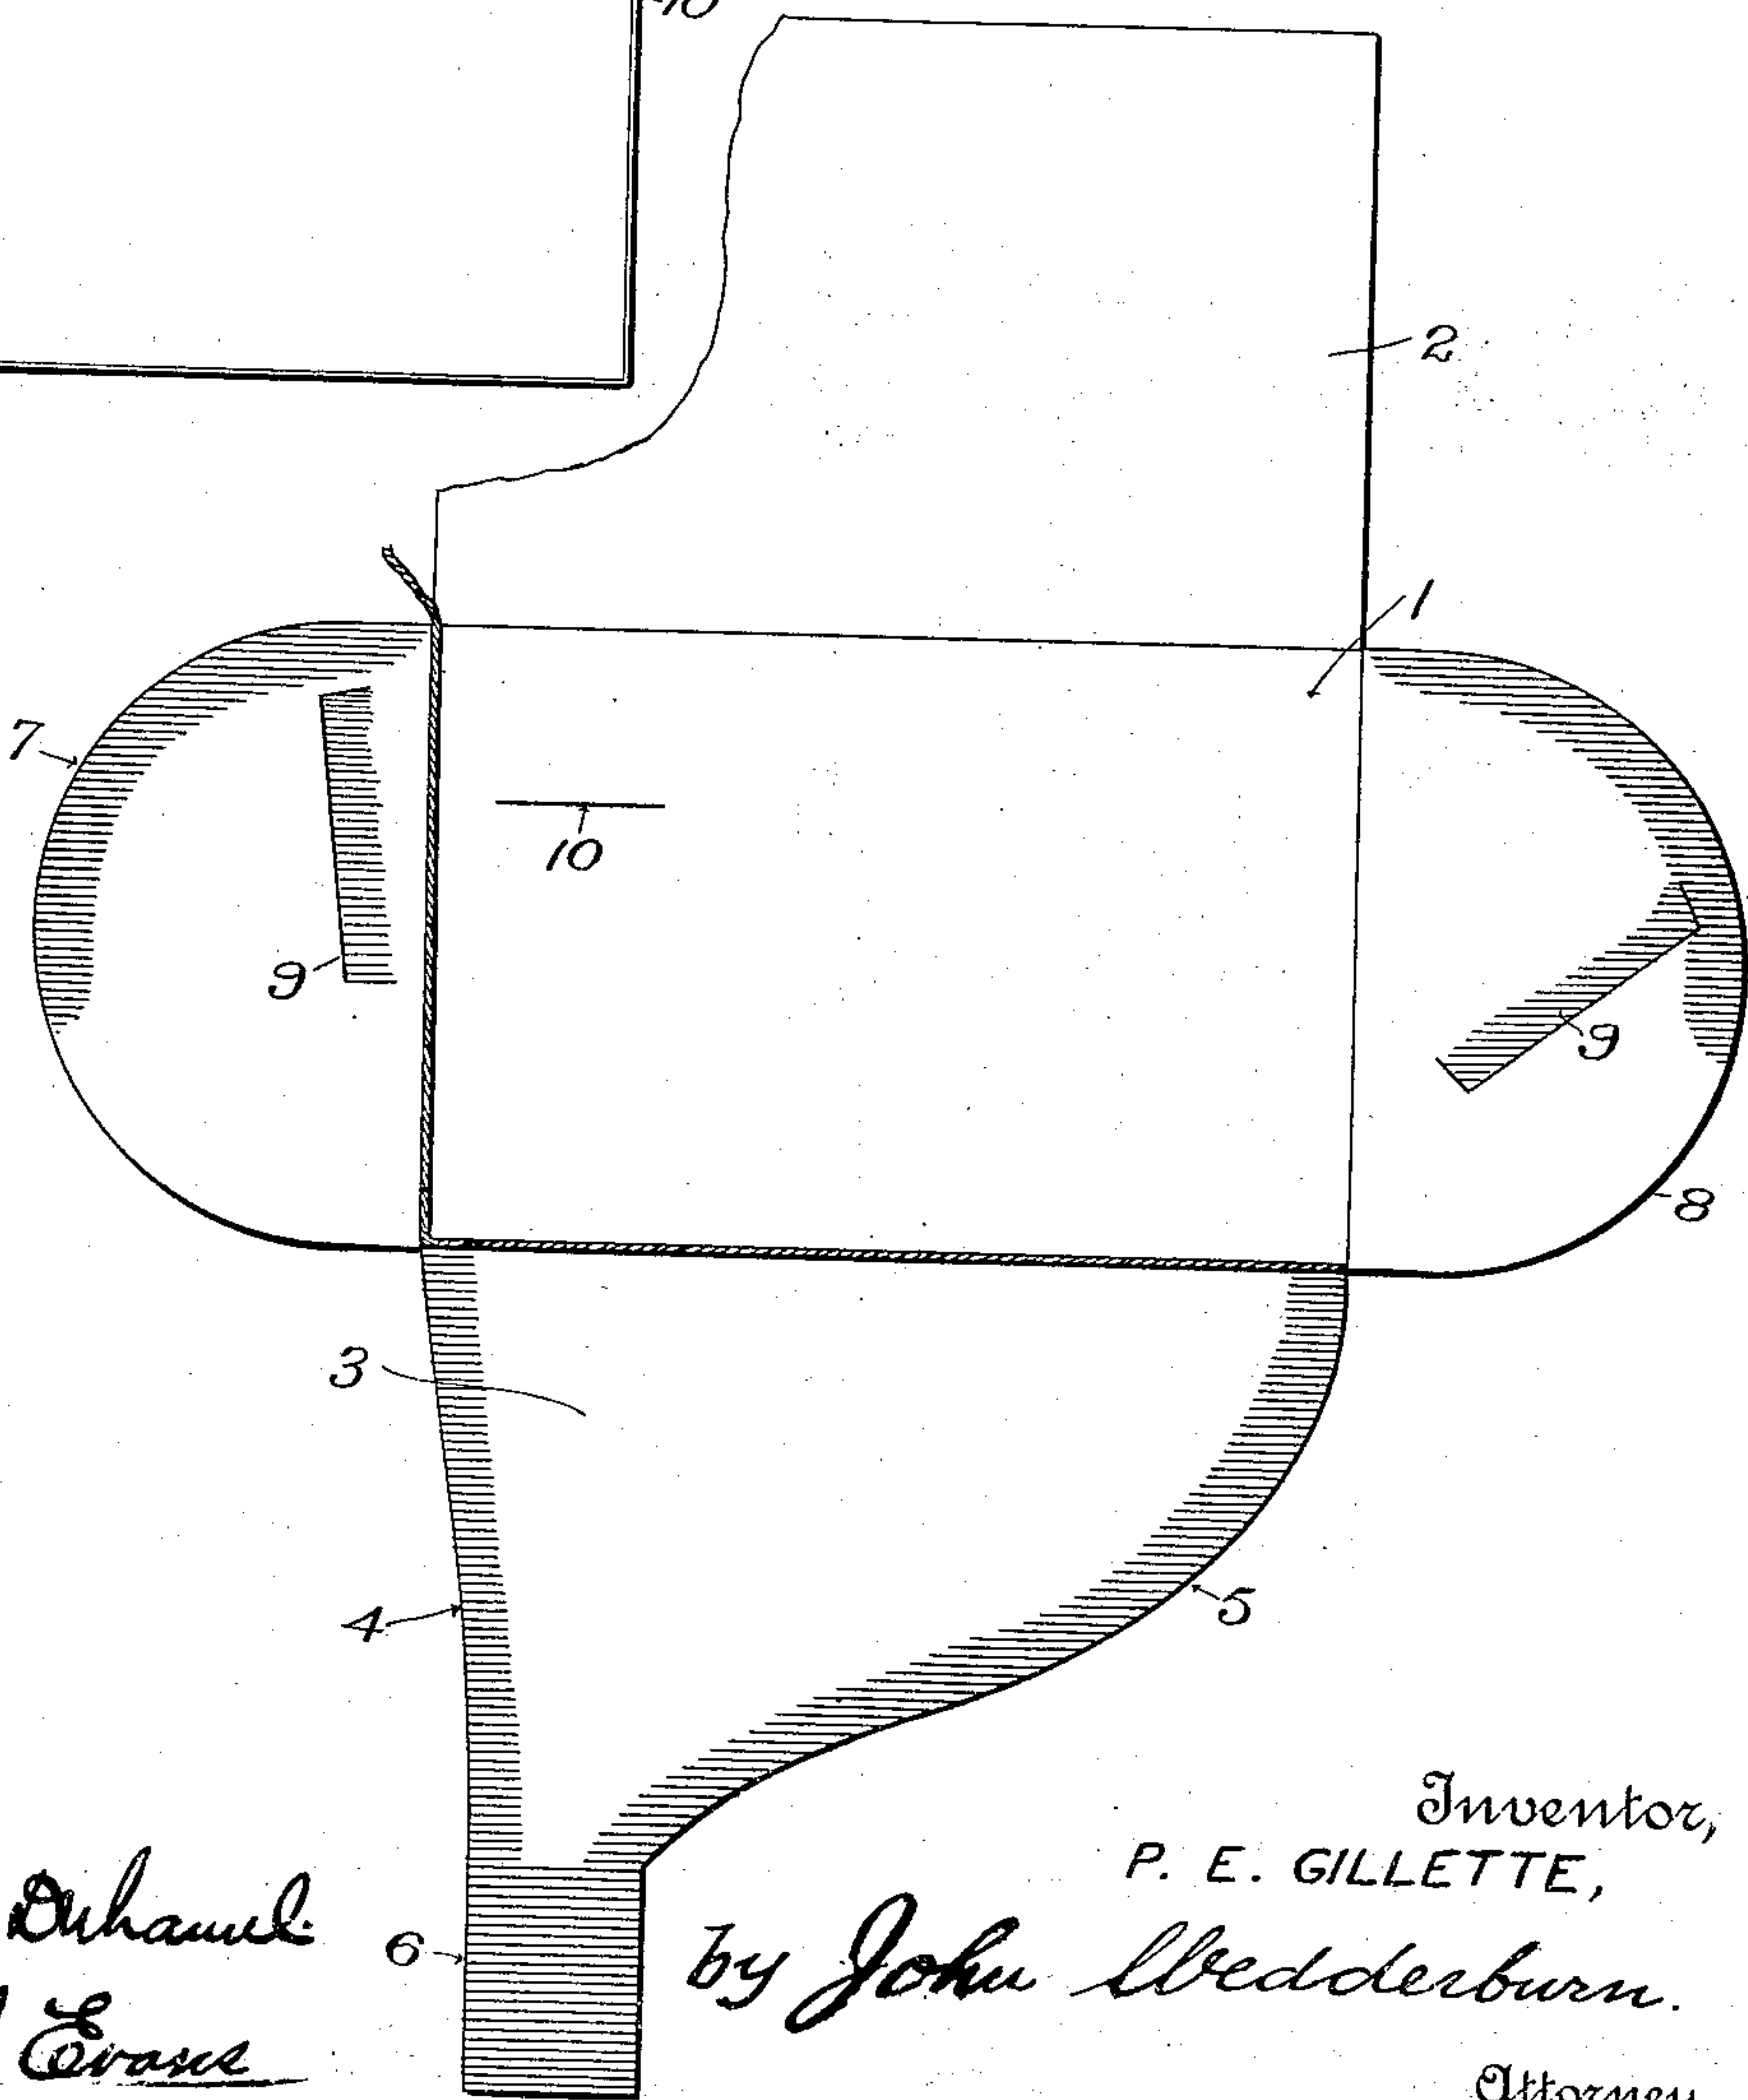 10
2
1
7
10
9
9
8
3
4
5
Inventor,
P. E. GILLETTE,
Duhamel.
6
by John Wedderburn.
Evans
Attorney